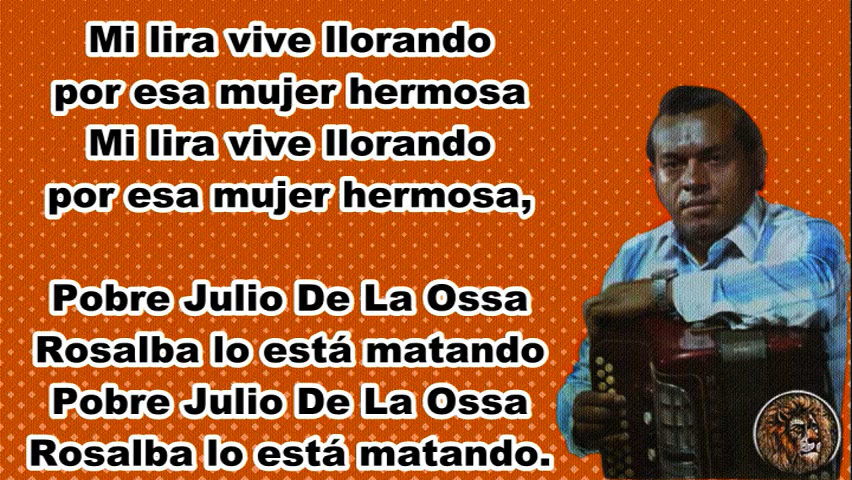 Mi lira vive llorando
por esa mujer hermosa
Mi lira vive llorando
por esa mujer hermosa,
Pobre Julio De La Ossa
Rosalba lo está matando
Pobre Julio De La Ossa
Rosalba lo está matando.